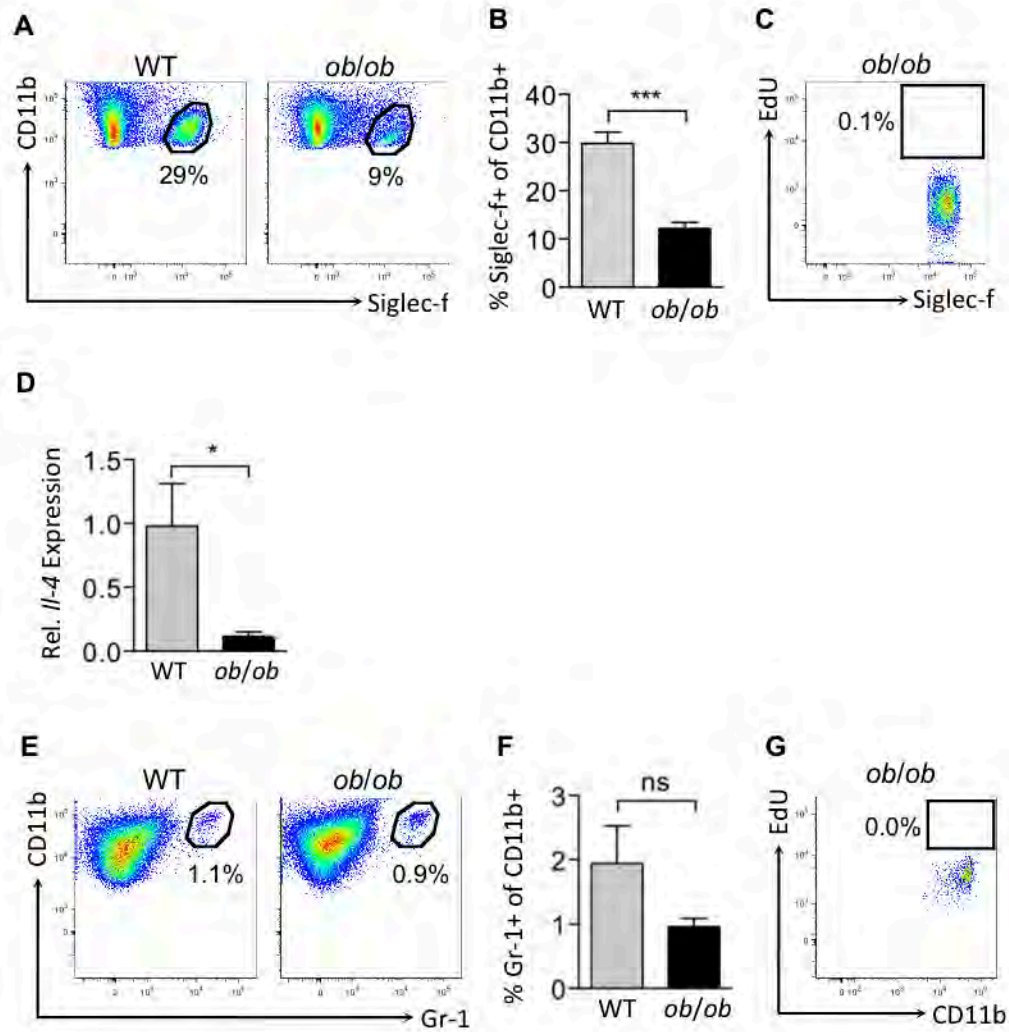 A
WT
ob/ob
CD11b
29%
9%
Siglec-f
B
% Siglec-f+ of CD11b+
40
30
20
10
0
***
WT
ob/ob
C
ob/ob
EdU
0.1%
Siglec-f
D
Rel. Il-4 Expression
1.5
1.0
0.5
0.0
*
WT
ob/ob
E
WT
ob/ob
CD11b
1.1%
0.9%
Gr-1
F
% Gr-1+ of CD11b+
3
2
1
0
ns
WT
ob/ob
G
ob/ob
EdU
0.0%
CD11b